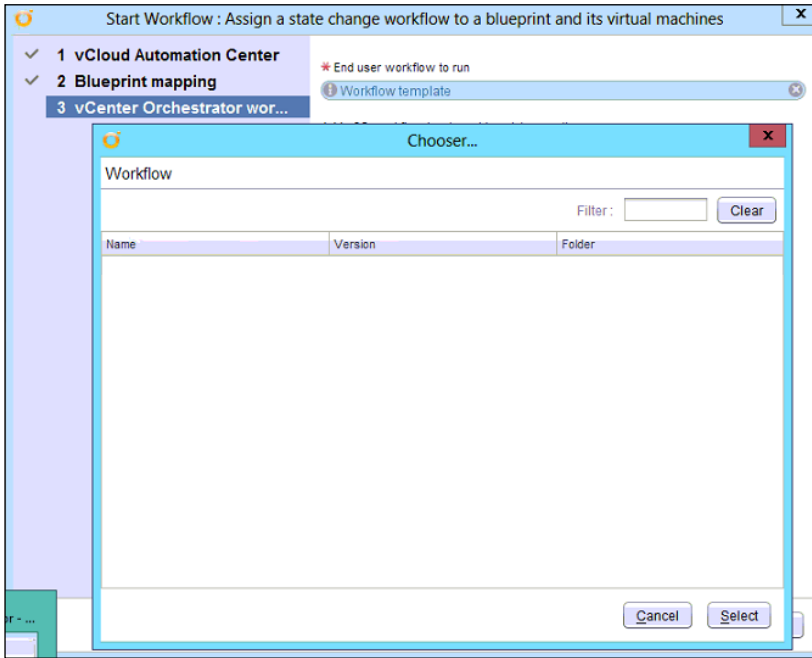 Start Workflow : Assign a state change workflow to a blueprint and its virtual machines
x
1 vCloud Automation Center
2 Blueprint mapping
3 vCenter Orchestrator wor...
* End user workflow to run
Workflow template
Chooser...
x
Workflow
Filter :
Clear
Name
Version
Folder
Cancel
Select
or - ...